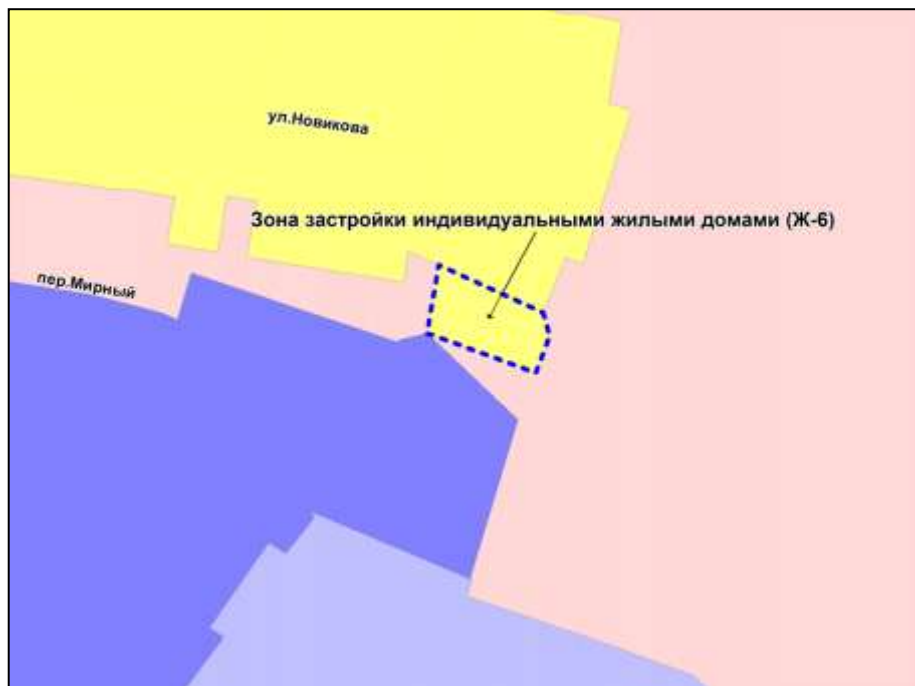 ул.Новикова
Зона застройки индивидуальными жилыми домами (Ж-6)
пер.Мирный